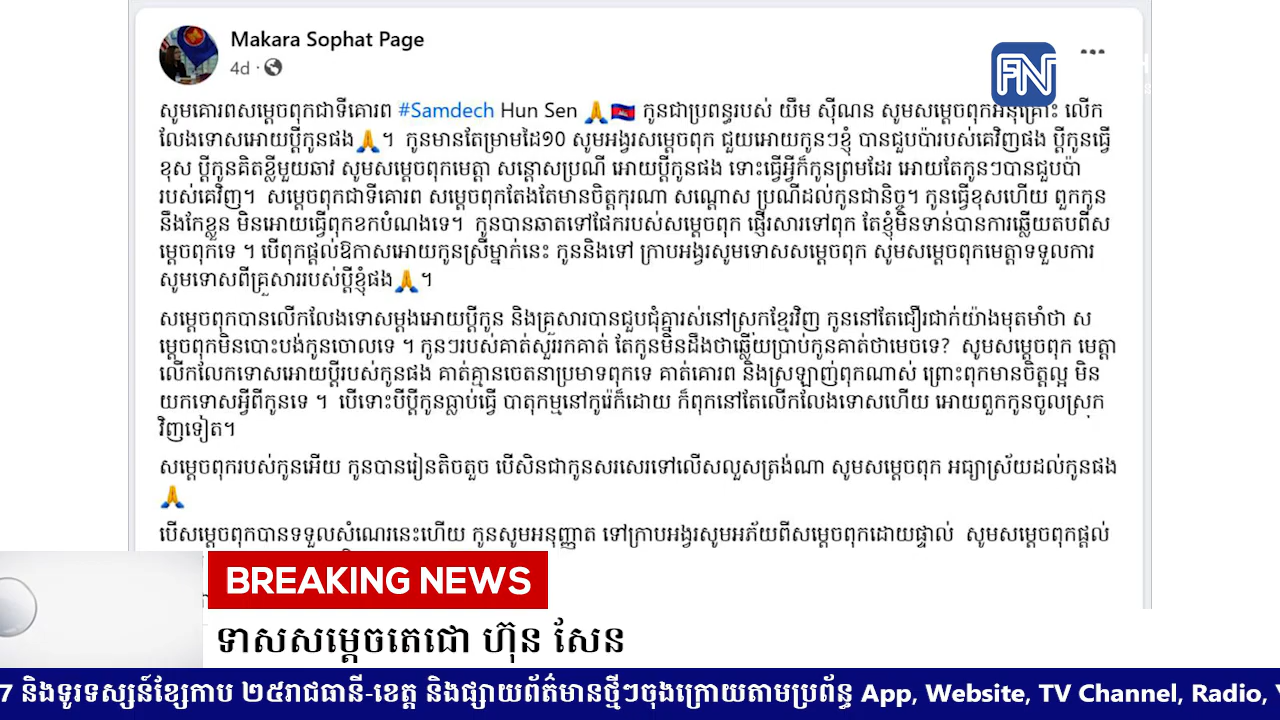 Makara Sophat Page
4d ·
FN
សូមគោរពសម្ដេចពុកជាទីគោរព #Samdech Hun Sen 🙏🇰🇭 កូនជាប្រពន្ធរបស់ យឹម ស៊ីណន សូមសម្ដេចពុកអនុគ្រោះ លើក
លែងទោសអោយប្ដីកូនផង🙏។ កូនមានតែម្រាមដៃ១០ សូមអង្វរសម្ដេចពុក ជួយអោយកូនៗខ្ញុំ បានជួបប៉ារបស់គេវិញផង ប្ដីកូនធ្វើ
ខុស ប្ដីកូនគិតខ្លីមួយឆាវ សូមសម្ដេចពុកមេត្តា សន្ដោសប្រណី អោយប្ដីកូនផង ទោះធ្វើអ្វីក៏កូនព្រមដែរ អោយតែកូនៗបានជួបប៉ា
របស់គេវិញ។ សម្ដេចពុកជាទីគោរព សម្ដេចពុកតែងតែមានចិត្តករុណា សណ្ដោស ប្រណីដល់កូនជានិច្ច។ កូនធ្វើខុសហើយ ពួកកូន
នឹងកែខ្លួន មិនអោយធ្វើពុកខកបំណងទេ។ កូនបានឆាតទៅផែករបស់សម្ដេចពុក ផ្ញើរសារទៅពុក តែខ្ញុំមិនទាន់បានការឆ្លើយតបពីស
ម្ដេចពុកទេ ។ បើពុកផ្ដល់ឱកាសអោយកូនស្រីម្នាក់នេះ កូននិងទៅ ក្រាបអង្វរសូមទោសសម្ដេចពុក សូមសម្ដេចពុកមេត្តាទទួលការ
សូមទោសពីគ្រួសាររបស់ប្ដីខ្ញុំផង🙏។
សម្ដេចពុកបានលើកលែងទោសម្ដងអោយប្ដីកូន និងគ្រួសារបានជួបជុំគ្នារស់នៅស្រុកខ្មែរវិញ កូននៅតែជឿរជាក់យ៉ាងមុតមាំថា ស
ម្ដេចពុកមិនបោះបង់កូនចោលទេ ។ កូនៗរបស់គាត់សួររកគាត់ តែកូនមិនដឹងថាឆ្លើយប្រាប់កូនគាត់ថាមេចទេ? សូមសម្ដេចពុក មេត្តា
លើកលែកទោសអោយប្ដីរបស់កូនផង គាត់គ្មានចេតនាប្រមាទពុកទេ គាត់គោរព និងស្រឡាញ់ពុកណាស់ ព្រោះពុកមានចិត្តល្អ មិន
យកទោសអ្វីពីកូនទេ ។ បើទោះបីប្ដីកូនធ្លាប់ធ្វើ បាតុកម្មនៅកូរ៉េក៏ដោយ ក៏ពុកនៅតែលើកលែងទោសហើយ អោយពួកកូនចូលស្រុក
វិញទៀត។
សម្ដេចពុករបស់កូនអើយ កូនបានរៀនតិចតួច បើសិនជាកូនសរសេរទៅលើសលួសត្រង់ណា សូមសម្ដេចពុក អធ្យាស្រ័យដល់កូនផង
🙏
បើសម្ដេចពុកបានទទួលសំណេរនេះហើយ កូនសូមអនុញ្ញាត ទៅក្រាបអង្វរសូមអភ័យពីសម្ដេចពុកដោយផ្ទាល់ សូមសម្ដេចពុកផ្ដល់
BREAKING NEWS
ទាសសម្ដេចតេជោ ហ៊ុន សែន
7 និងទូរទស្សន៍ខ្សែកាប ២៥រាជធានី-ខេត្ត និងផ្សាយព័ត៌មានថ្មីៗចុងក្រោយតាមប្រព័ន្ធ App, Website, TV Channel, Radio,